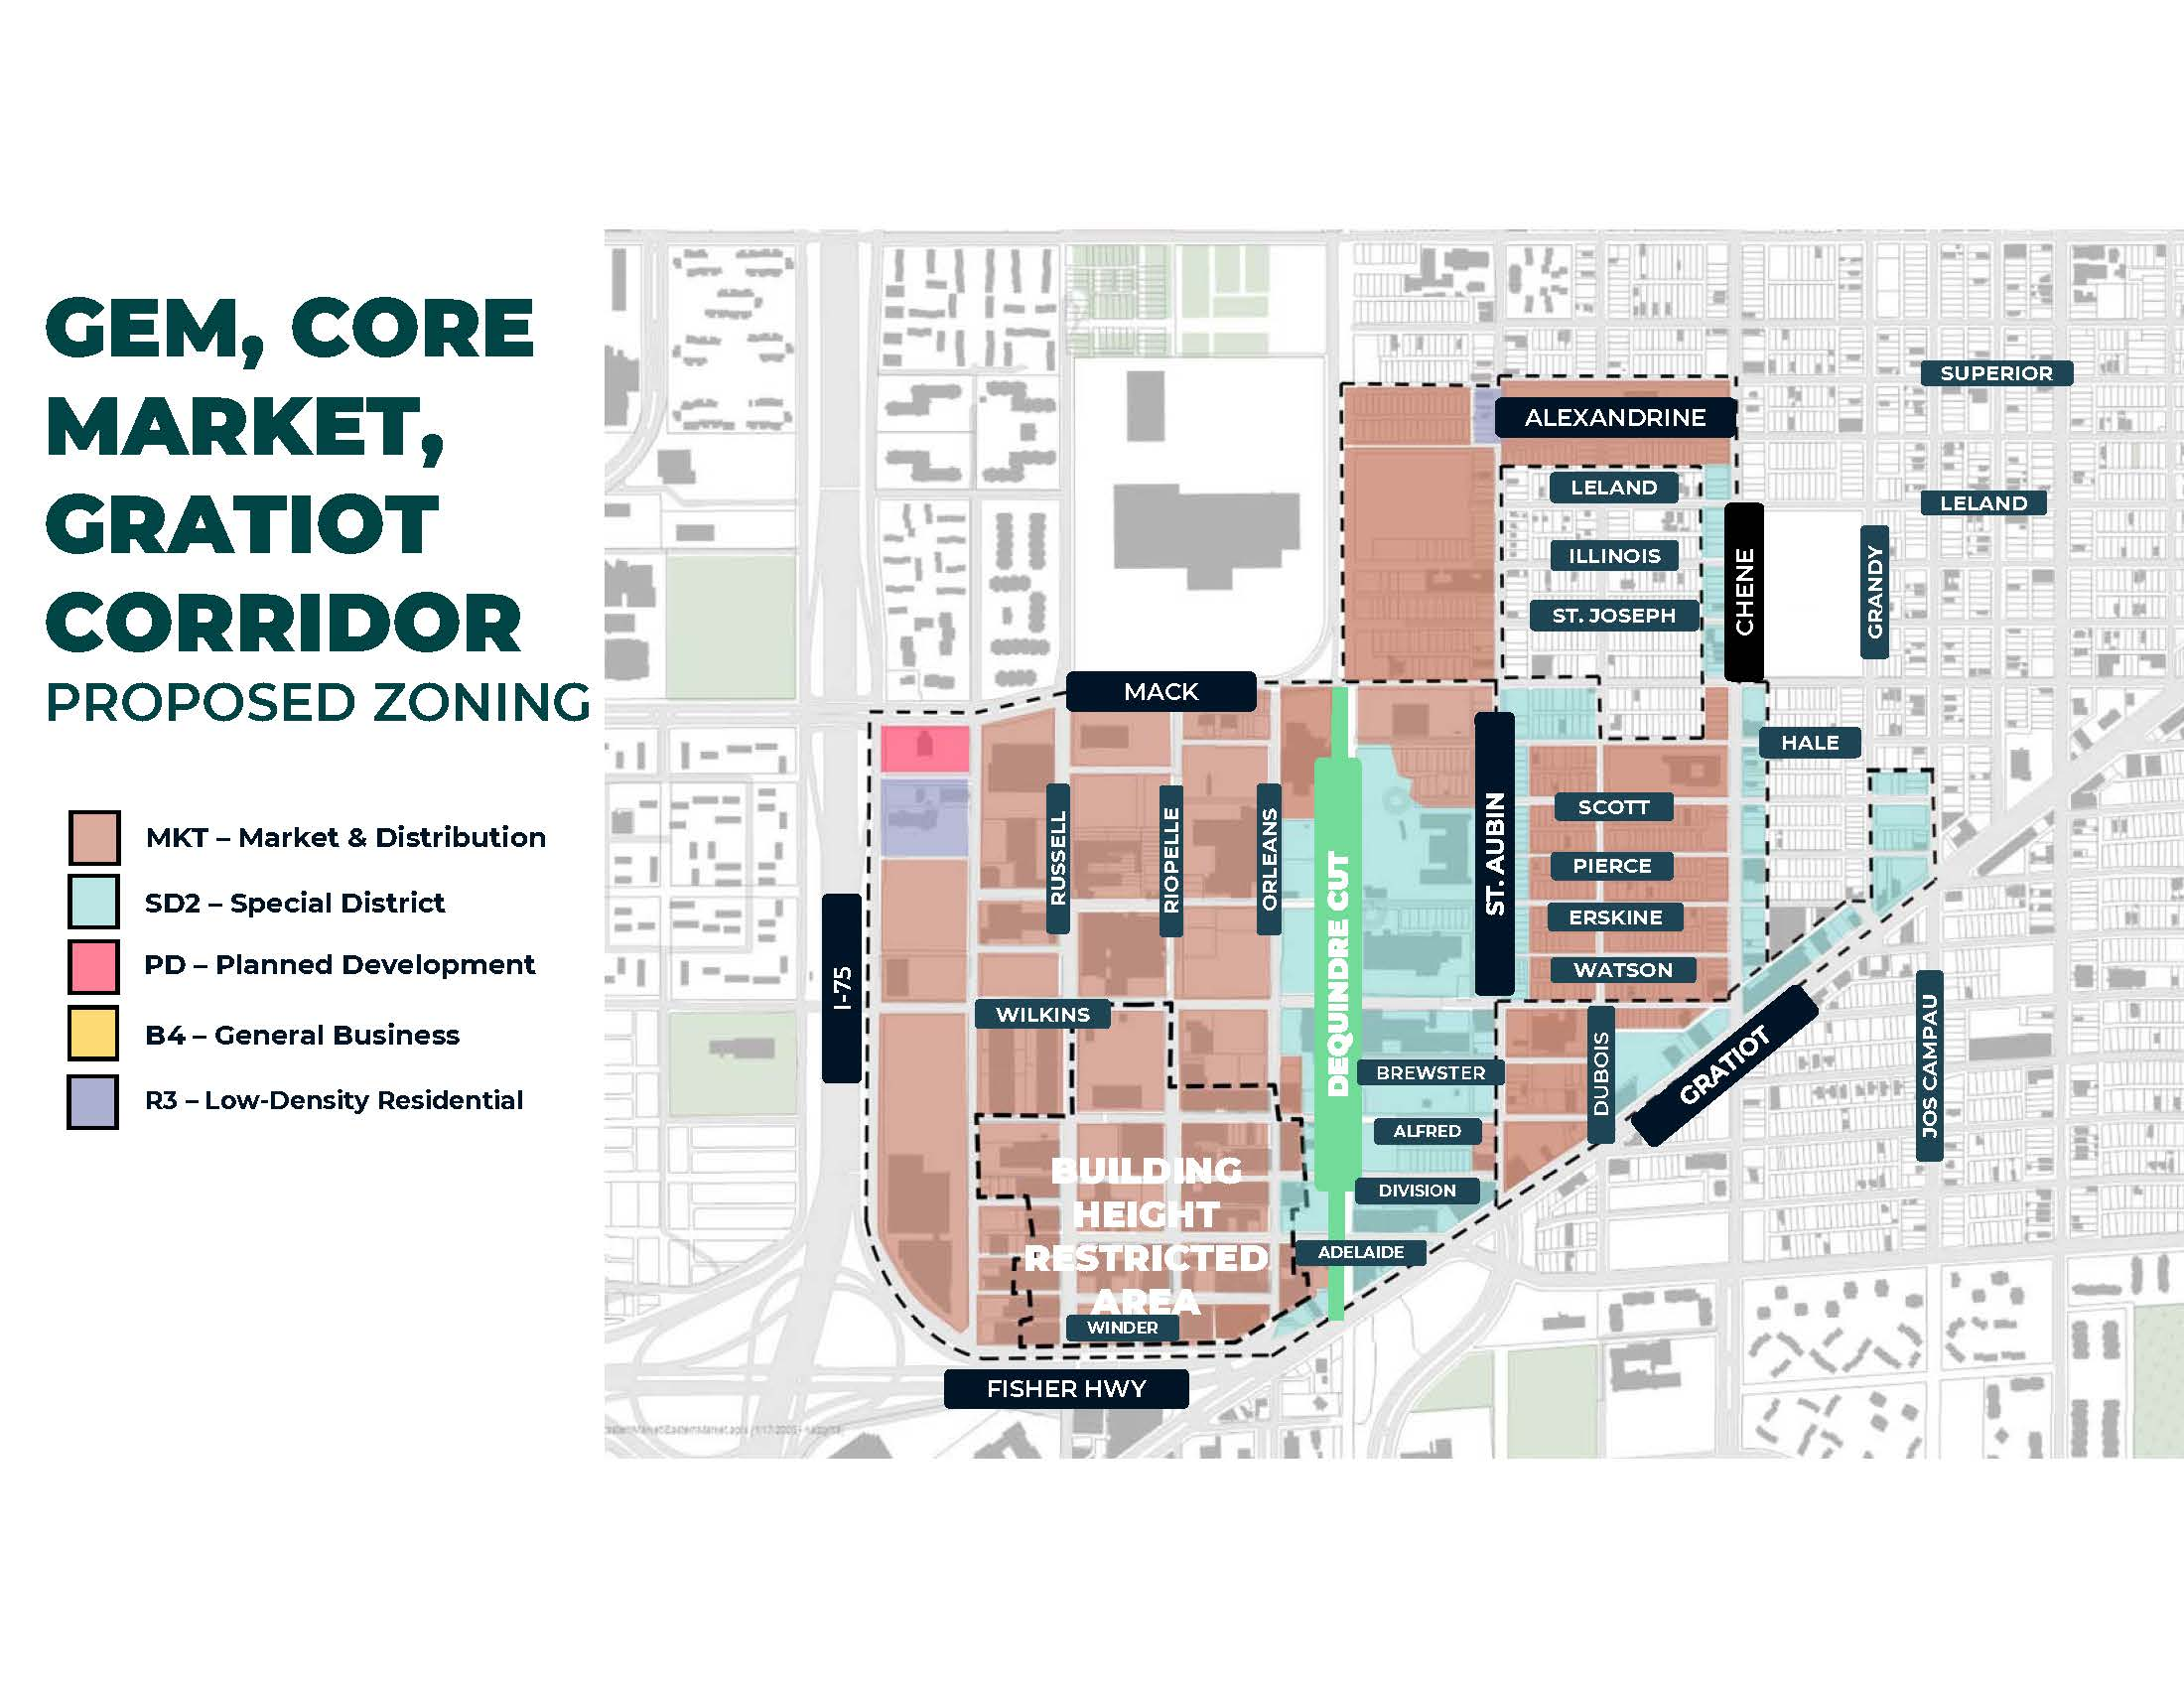 GEM, CORE
MARKET,
GRATIOT
CORRIDOR
PROPOSED ZONING
MKT – Market & Distribution
SD2 – Special District
PD – Planned Development
B4 – General Business
R3 – Low-Density Residential
SUPERIOR
ALEXANDRINE
LELAND
LELAND
ILLINOIS
ST. JOSEPH
CHENE
GRANDY
MACK
HALE
ST. AUBIN
SCOTT
RUSSELL
RIOPELLE
ORLEANS
DEQUINDRE CUT
PIERCE
ERSKINE
WATSON
I-75
WILKINS
BREWSTER
DUBOIS
GRATIOT
JOS CAMPAU
ALFRED
DIVISION
BUILDING
HEIGHT
RESTRICTED
AREA
ADELAIDE
WINDER
FISHER HWY